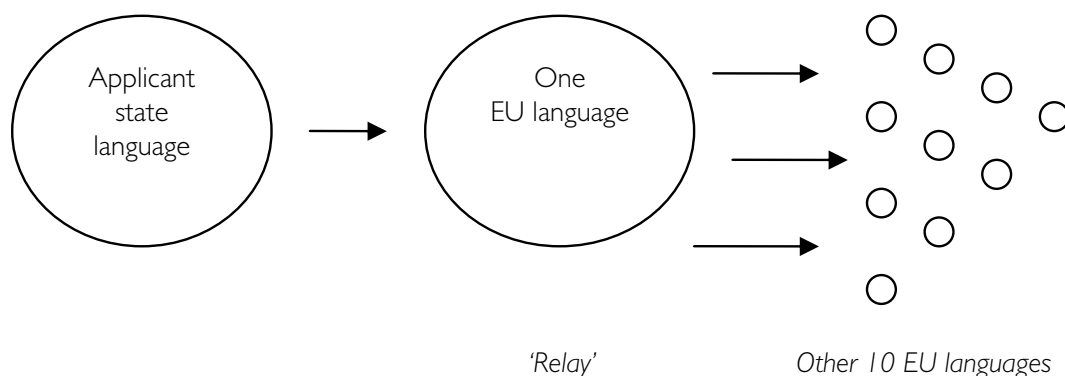 Applicant
state
language
One
EU language
‘Relay’
Other 10 EU languages